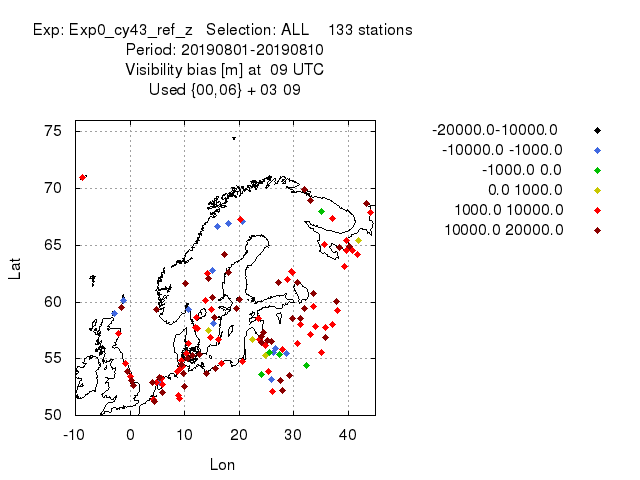 Exp: Exp0_cy43_ref_z Selection: ALL 133 stations
Period: 20190801-20190810
Visibility bias [m] at 09 UTC
Used {00,06} + 03 09
-20000.0-10000.0
-10000.0 -1000.0
-1000.0 0.0
0.0 1000.0
1000.0 10000.0
10000.0 20000.0
75
70
65
60
55
50
Lat
-10 0 10 20 30 40
Lon